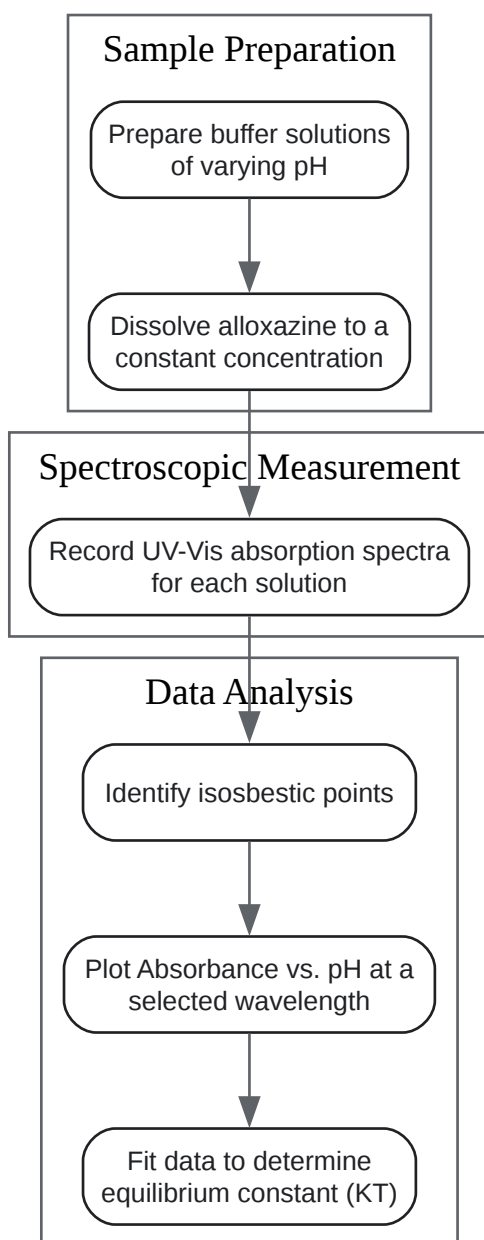 Sample Preparation
Prepare buffer solutions
of varying pH
Dissolve alloxazine to a
constant concentration
Spectroscopic Measurement
Record UV-Vis absorption spectra
for each solution
Data Analysis
Identify isosbestic points
Plot Absorbance vs. pH at a
selected wavelength
Fit data to determine
equilibrium constant (KT)